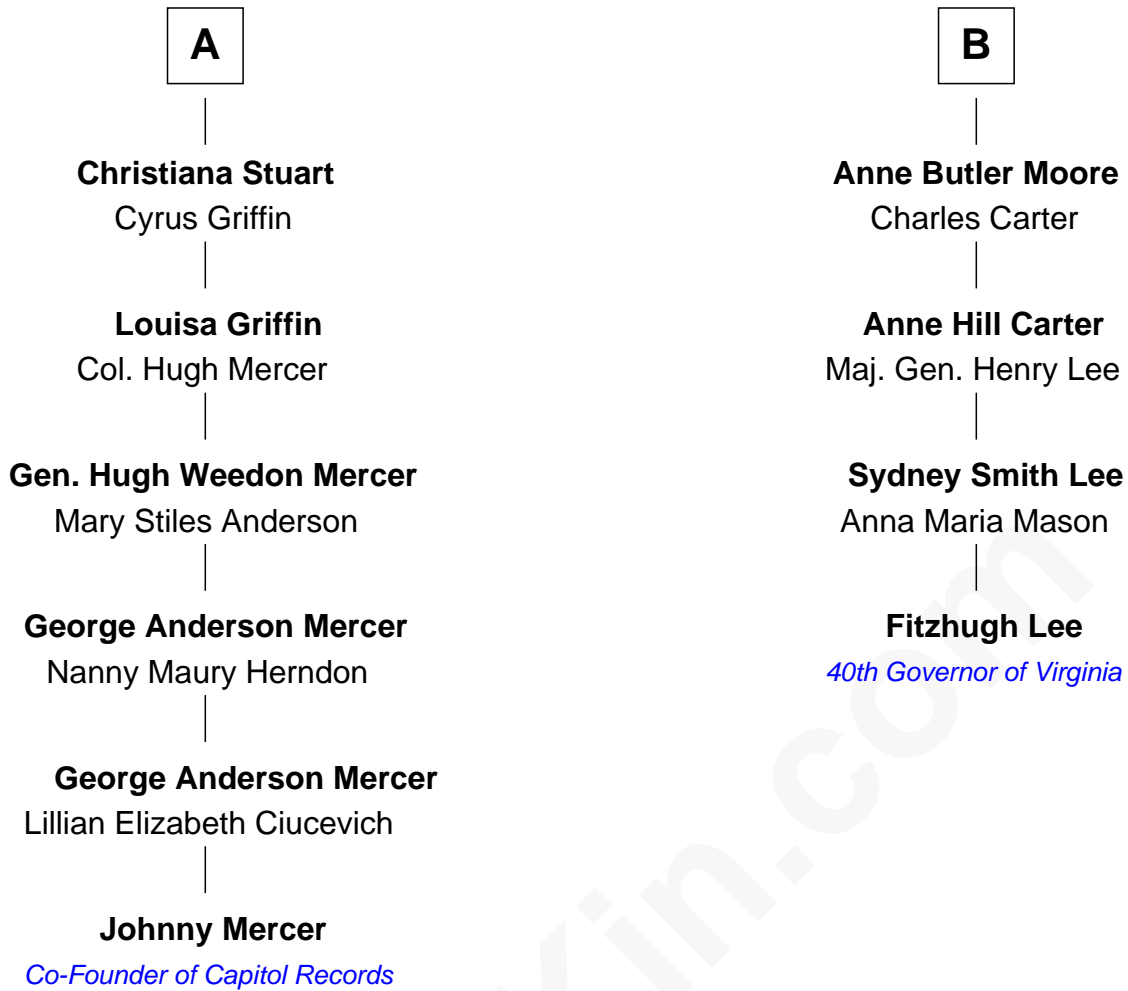 A
Christiana Stuart
Cyrus Griffin
Louisa Griffin
Col. Hugh Mercer
Gen. Hugh Weedon Mercer
Mary Stiles Anderson
George Anderson Mercer
Nanny Maury Herndon
George Anderson Mercer
Lillian Elizabeth Ciucevich
Johnny Mercer
Co-Founder of Capitol Records
B
Anne Butler Moore
Charles Carter
Anne Hill Carter
Maj. Gen. Henry Lee
Sydney Smith Lee
Anna Maria Mason
Fitzhugh Lee
40th Governor of Virginia
Kin.com